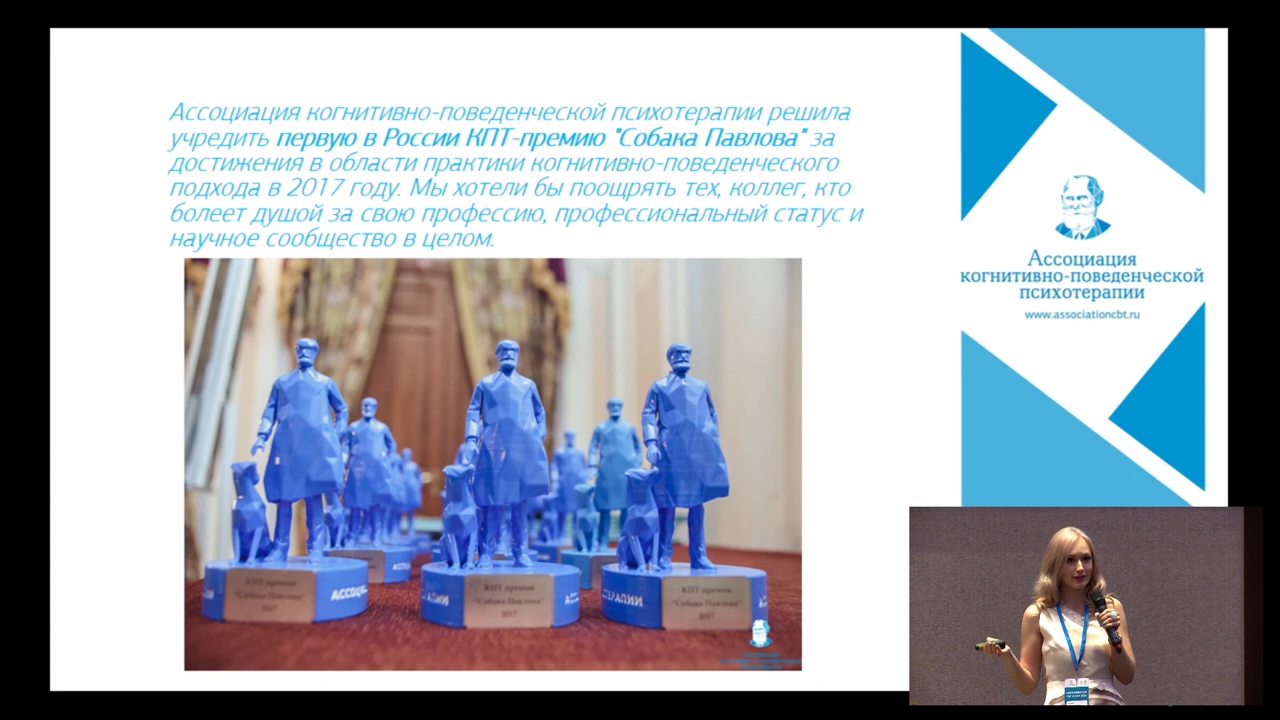 Ассоциация когнитивно-поведенческой психотерапии решила
учредить первую в России КПТ-премию "Собака Павлова" за
достижения в области практики когнитивно-поведенческого
подхода в 2017 году. Мы хотели бы поощрять тех, коллег, кто
болеет душой за свою профессию, профессиональный статус и
научное сообщество в целом.
Ассоциация
когнитивно-поведенческой
психотерапии
www.associationcbt.ru
КПТ премия
"Собака Павлова"
2017
АССОЦ
КПТ премия
"Собака Павлова"
2017
КПТ премия
"Собака Павлова"
2017